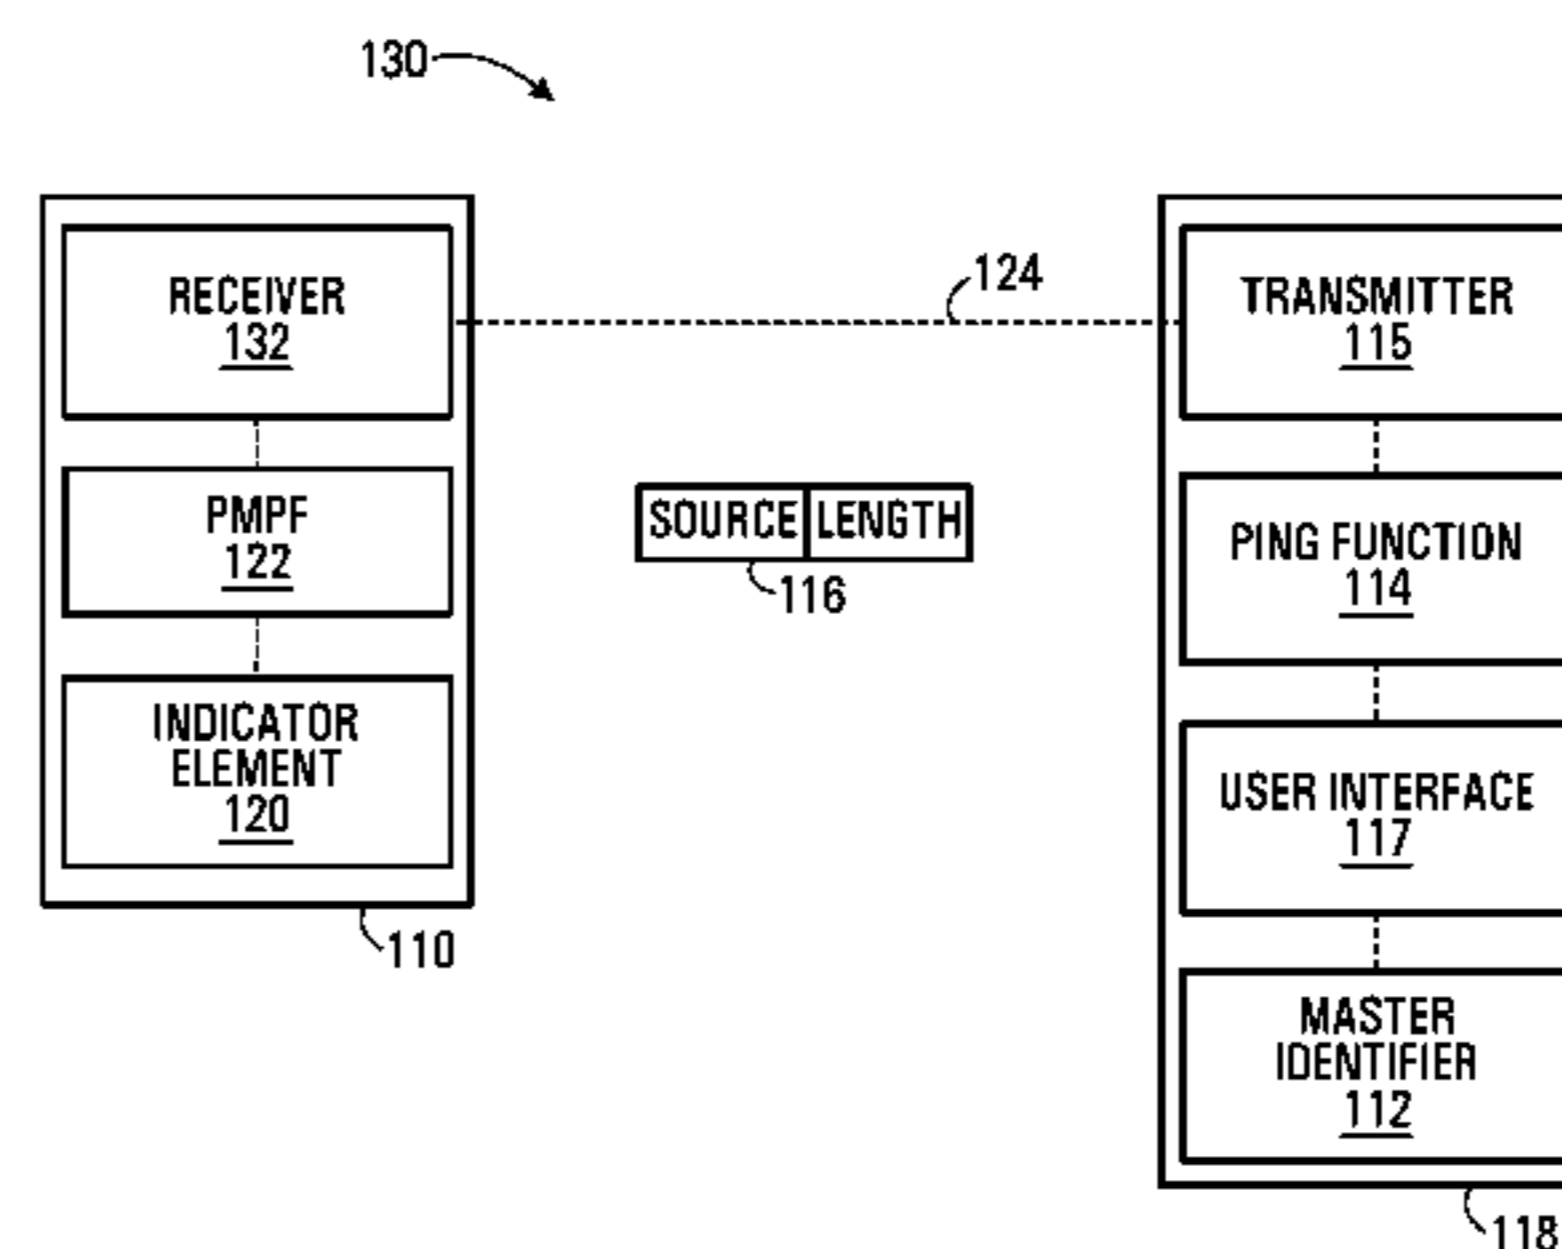 130
RECEIVER
132
PMPF
122
INDICATOR
ELEMENT
120
110
124
SOURCE LENGTH
116
TRANSMITTER
115
PING FUNCTION
114
USER INTERFACE
117
MASTER
IDENTIFIER
112
118